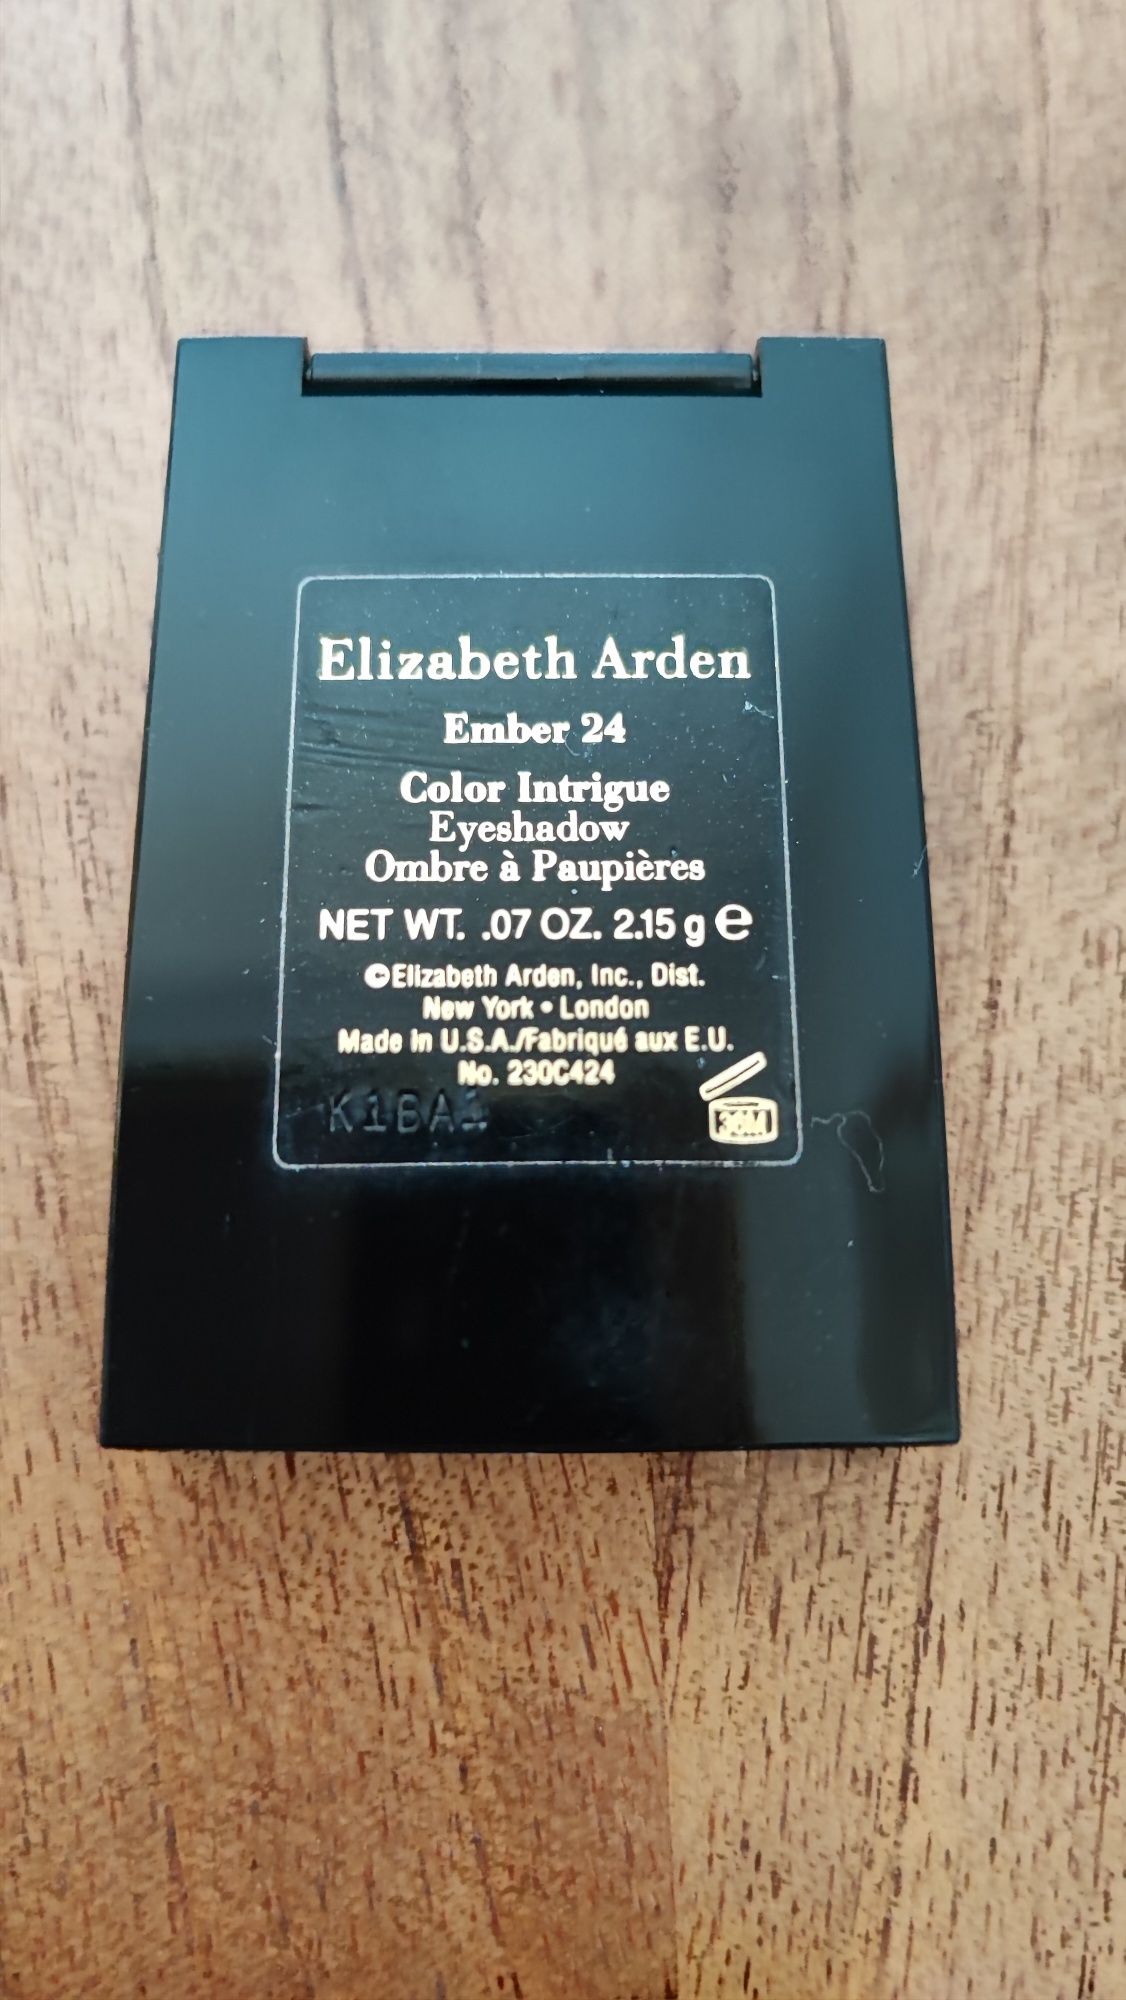 Elizabeth Arden
Ember 24
Color Intrigue
Eyeshadow
Ombre à Paupières
NET WT. .07 OZ. 2.15 g ℮
©Elizabeth Arden, Inc., Dist.
New York • London
Made in U.S.A./Fabriqué aux E.U.
No. 230C424
K1BA1
36M